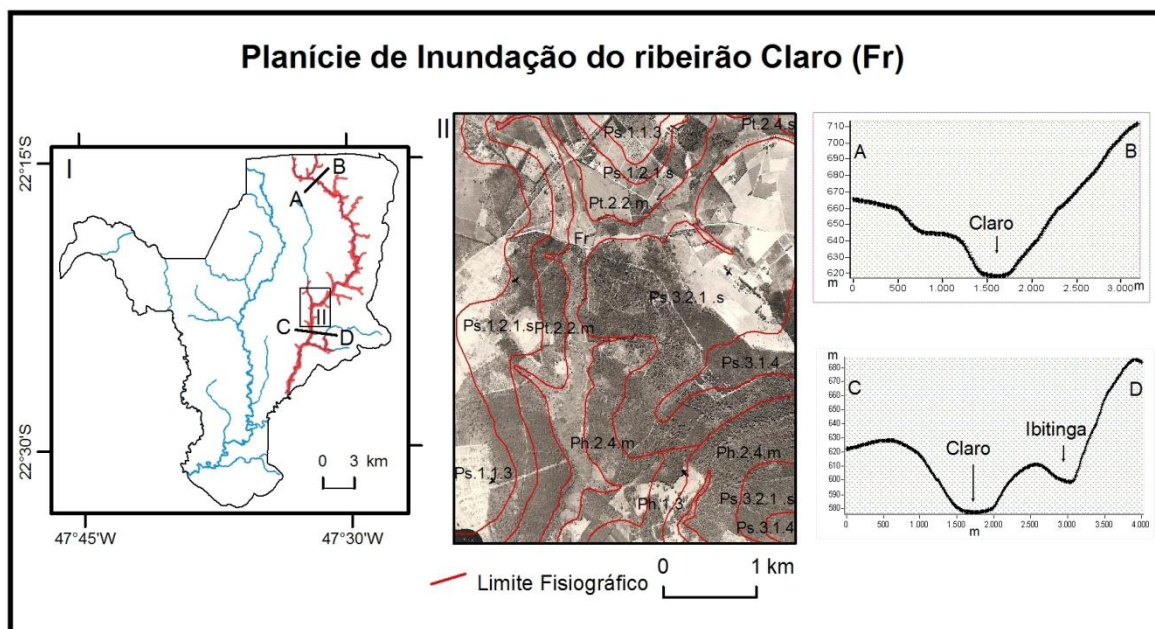 Planície de Inundação do ribeirão Claro (Fr)
I
22°15'S
22°30'S
47°45'W
47°30'W
A
B
C
D
II
0 3 km
II
Ps.1.1.3
Pt.2.4.s
Ps.1.2.1.s
Pt.2.2.m
Fr
Ps.3.2.1 .s
Ps.1.2.1.s
Pt.2.2.m
Ps.3.1.4
Ph.2.4.m
Ph.2.4.m
Ps.1.1.3
Ph.1.3
Ps.3.2.1 .s
Ps.3.1.4
Limite Fisiográfico
0 1 km
710
700
690
680
670
660
650
640
630
620
m
A
B
Claro
0 500 1.000 1.500 2.000 2.500 3.000m
m
680
670
660
650
640
630
620
610
600
590
580
C
D
Claro
Ibitinga
0 500 1.000 1.500 2.000 2.500 3.000 3.500 4.000
m